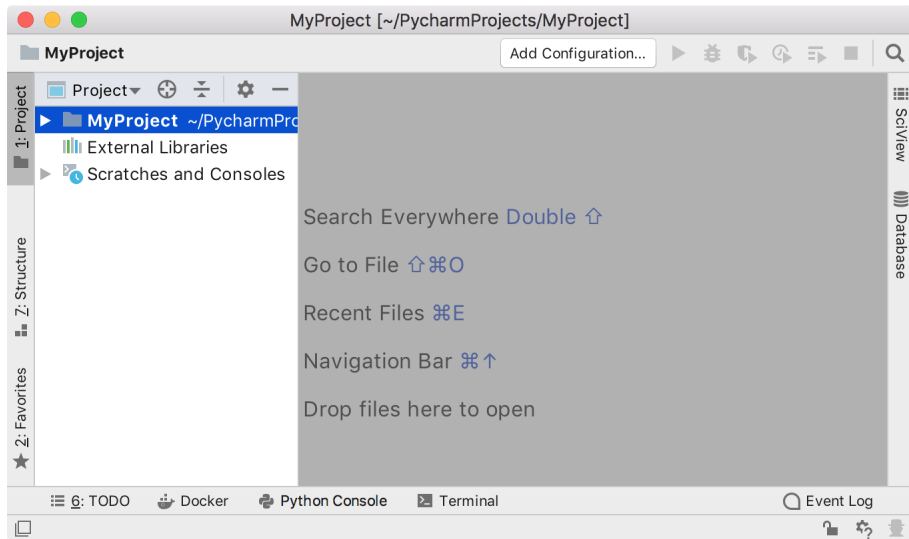 MyProject [~/PycharmProjects/MyProject]
MyProject
Add Configuration...
1: Project
Project
MyProject ~/PycharmPro
External Libraries
Scratches and Consoles
Search Everywhere Double ⇧
Go to File ⇧⌘O
Recent Files ⌘E
Navigation Bar ⌘↑
Drop files here to open
Z: Structure
2: Favorites
SciView
Database
6: TODO Docker Python Console Terminal Event Log